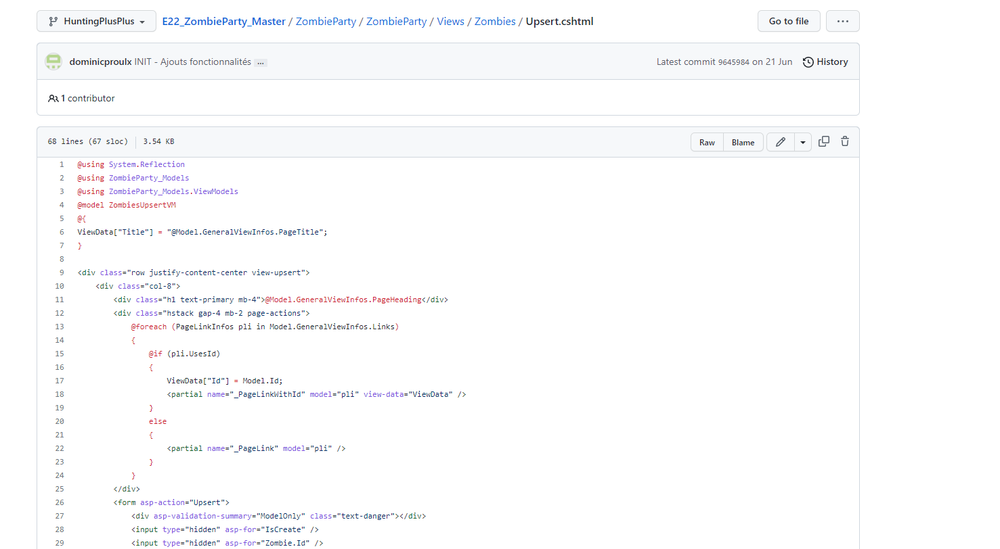 HuntingPlusPlus E22_ZombieParty_Master / ZombieParty / ZombieParty / Views / Zombies / Upsert.cshtml Go to file ...
dominicproulx INIT - Ajouts fonctionnalités ... Latest commit 9645984 on 21 Jun History
1 contributor
68 lines (67 sloc) 3.54 KB Raw Blame
1 @using System.Reflection
2 @using ZombieParty_Models
3 @using ZombieParty_Models.ViewModels
4 @model ZombiesUpsertVM
5 @{
6 ViewData["Title"] = "@Model.GeneralViewInfos.PageTitle";
7 }
8
9 <div class="row justify-content-center view-upsert">
10 <div class="col-8">
11 <div class="h1 text-primary mb-4">@Model.GeneralViewInfos.PageHeading</div>
12 <div class="hstack gap-4 mb-2 page-actions">
13 @foreach (PageLinkInfos pli in Model.GeneralViewInfos.Links)
14 {
15 @if (pli.UsesId)
16 {
17 ViewData["Id"] = Model.Id;
18 <partial name="_PageLinkWithId" model="pli" view-data="ViewData" />
19 }
20 else
21 {
22 <partial name="_PageLink" model="pli" />
23 }
24 }
25 </div>
26 <form asp-action="Upsert">
27 <div asp-validation-summary="ModelOnly" class="text-danger"></div>
28 <input type="hidden" asp-for="IsCreate" />
29 <input type="hidden" asp-for="Zombie.Id" />